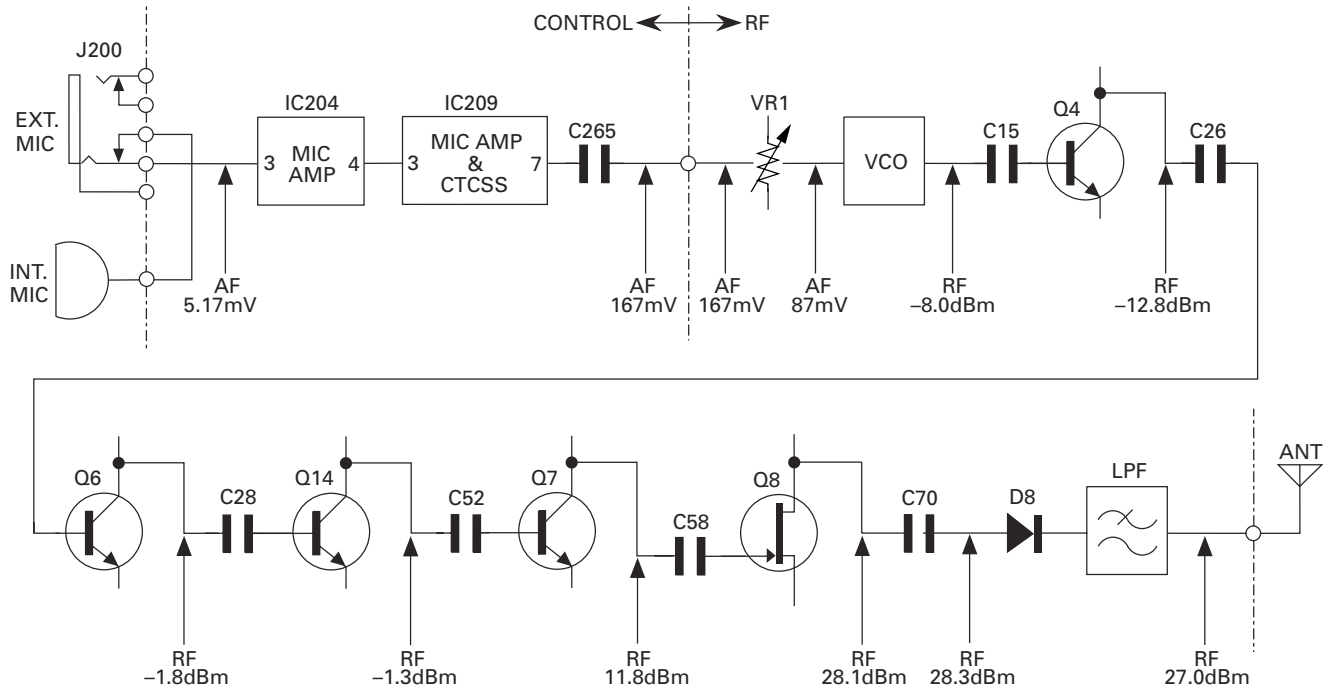 CONTROL RF
J200
EXT.
MIC
INT.
MIC
AF
5.17mV
IC204
3 MIC AMP 4
IC209
3 MIC AMP & CTCSS 7
C265
AF
167mV
AF
167mV
VR1
AF
87mV
VCO
RF
–8.0dBm
C15
Q4
RF
–12.8dBm
C26
Q6
RF
–1.8dBm
C28
Q14
RF
–1.3dBm
C52
Q7
RF
11.8dBm
C58
Q8
RF
28.1dBm
C70
RF
28.3dBm
D8
LPF
RF
27.0dBm
ANT